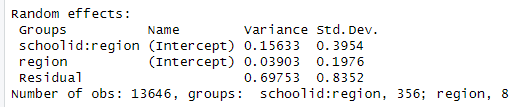 Random effects:
Groups Name Variance Std.Dev.
schoolid:region (Intercept) 0.15633 0.3954
region (Intercept) 0.03903 0.1976
Residual 0.69753 0.8352
Number of obs: 13646, groups: schoolid:region, 356; region, 8